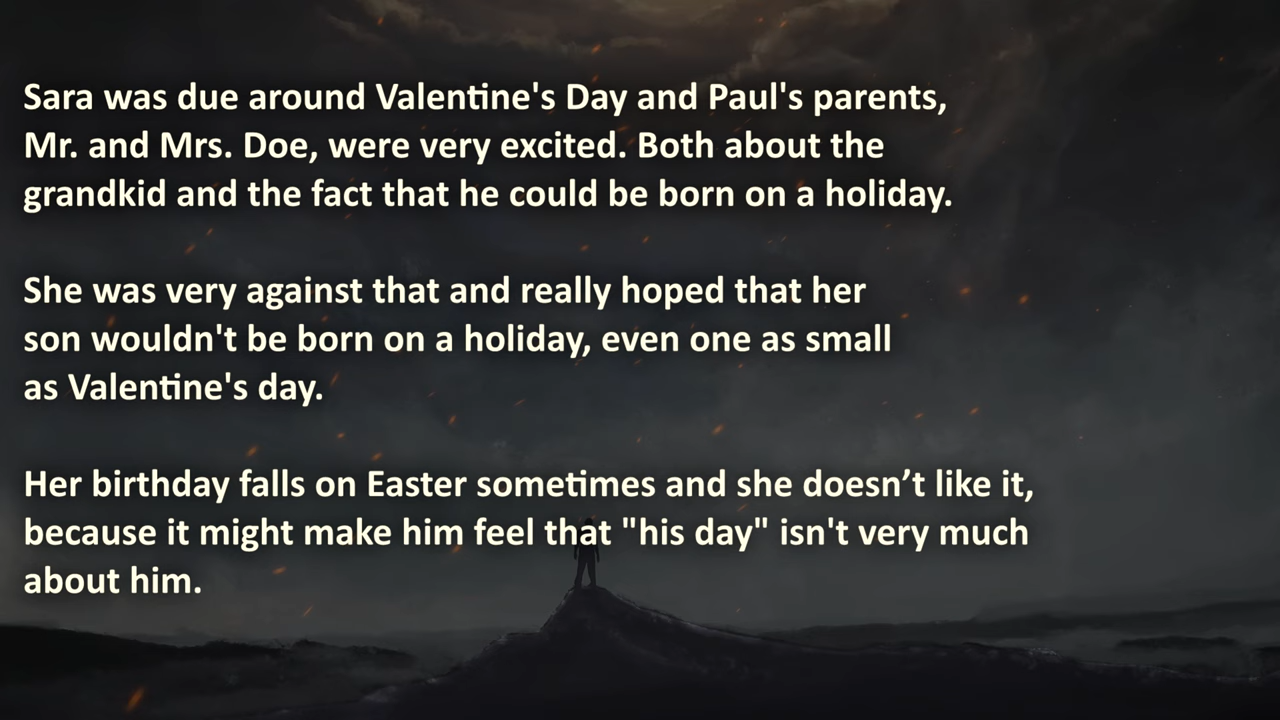 Sara was due around Valentine's Day and Paul's parents,
Mr. and Mrs. Doe, were very excited. Both about the
grandkid and the fact that he could be born on a holiday.
She was very against that and really hoped that her
son wouldn't be born on a holiday, even one as small
as Valentine's day.
Her birthday falls on Easter sometimes and she doesn’t like it,
because it might make him feel that "his day" isn't very much
about him.